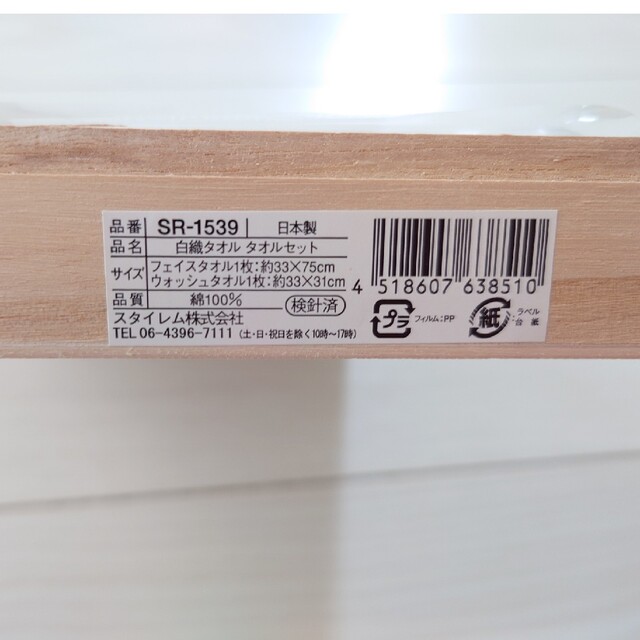 品番 SR-1539 日本製
品名 白織タオル タオルセット
サイズ フェイスタオル1枚:約33×75cm
ウォッシュタオル1枚:約33×31cm
品質 綿100% 検針済
スタイレム株式会社
TEL 06-4396-7111 (土・日・祝日を除く10時〜17時)
4 518607 638510
プラ フィルム:PP
紙 ラベル
台紙